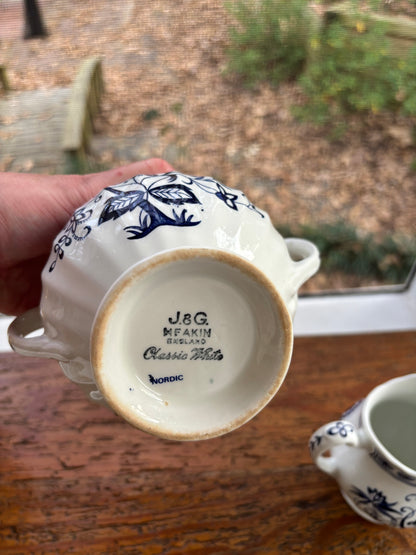 J&G
MEAKIN
ENGLAND
Classic White
NORDIC